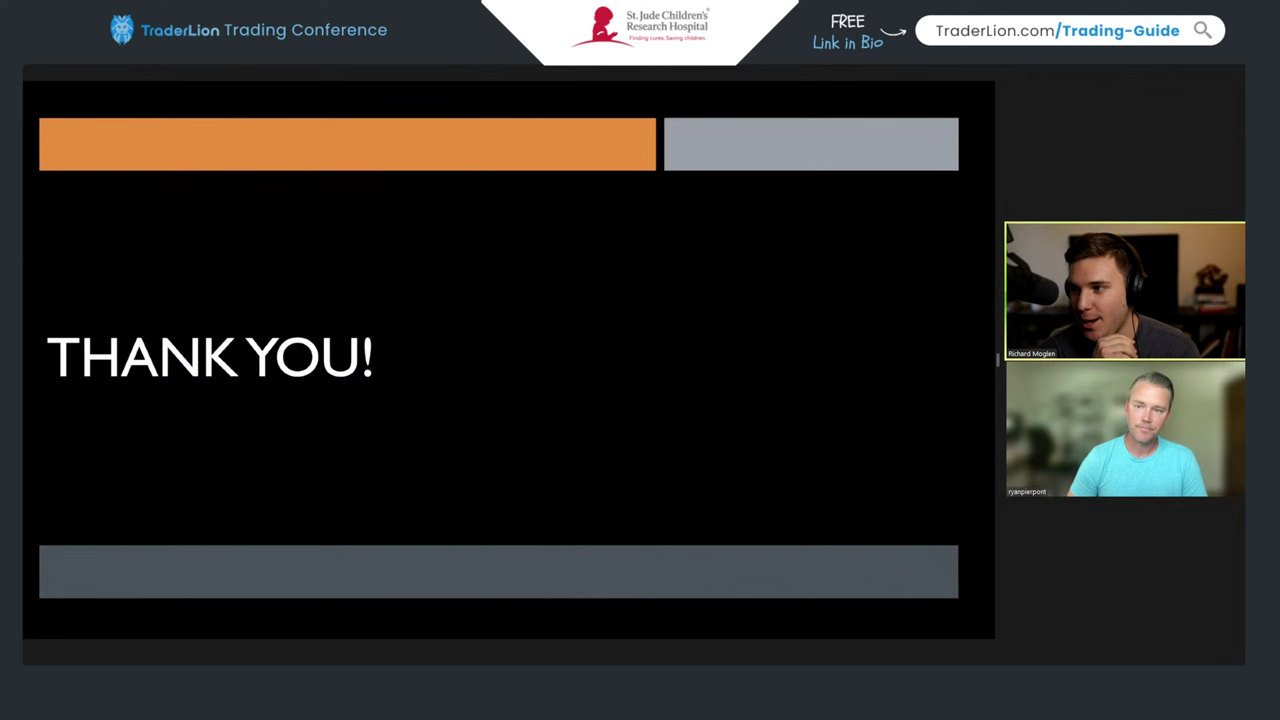 TraderLion Trading Conference
St. Jude Children's
Research Hospital
Finding cures. Saving children.
FREE
Link in Bio
TraderLion.com/Trading-Guide
THANK YOU!
Richard Moglen
ryanpierpont